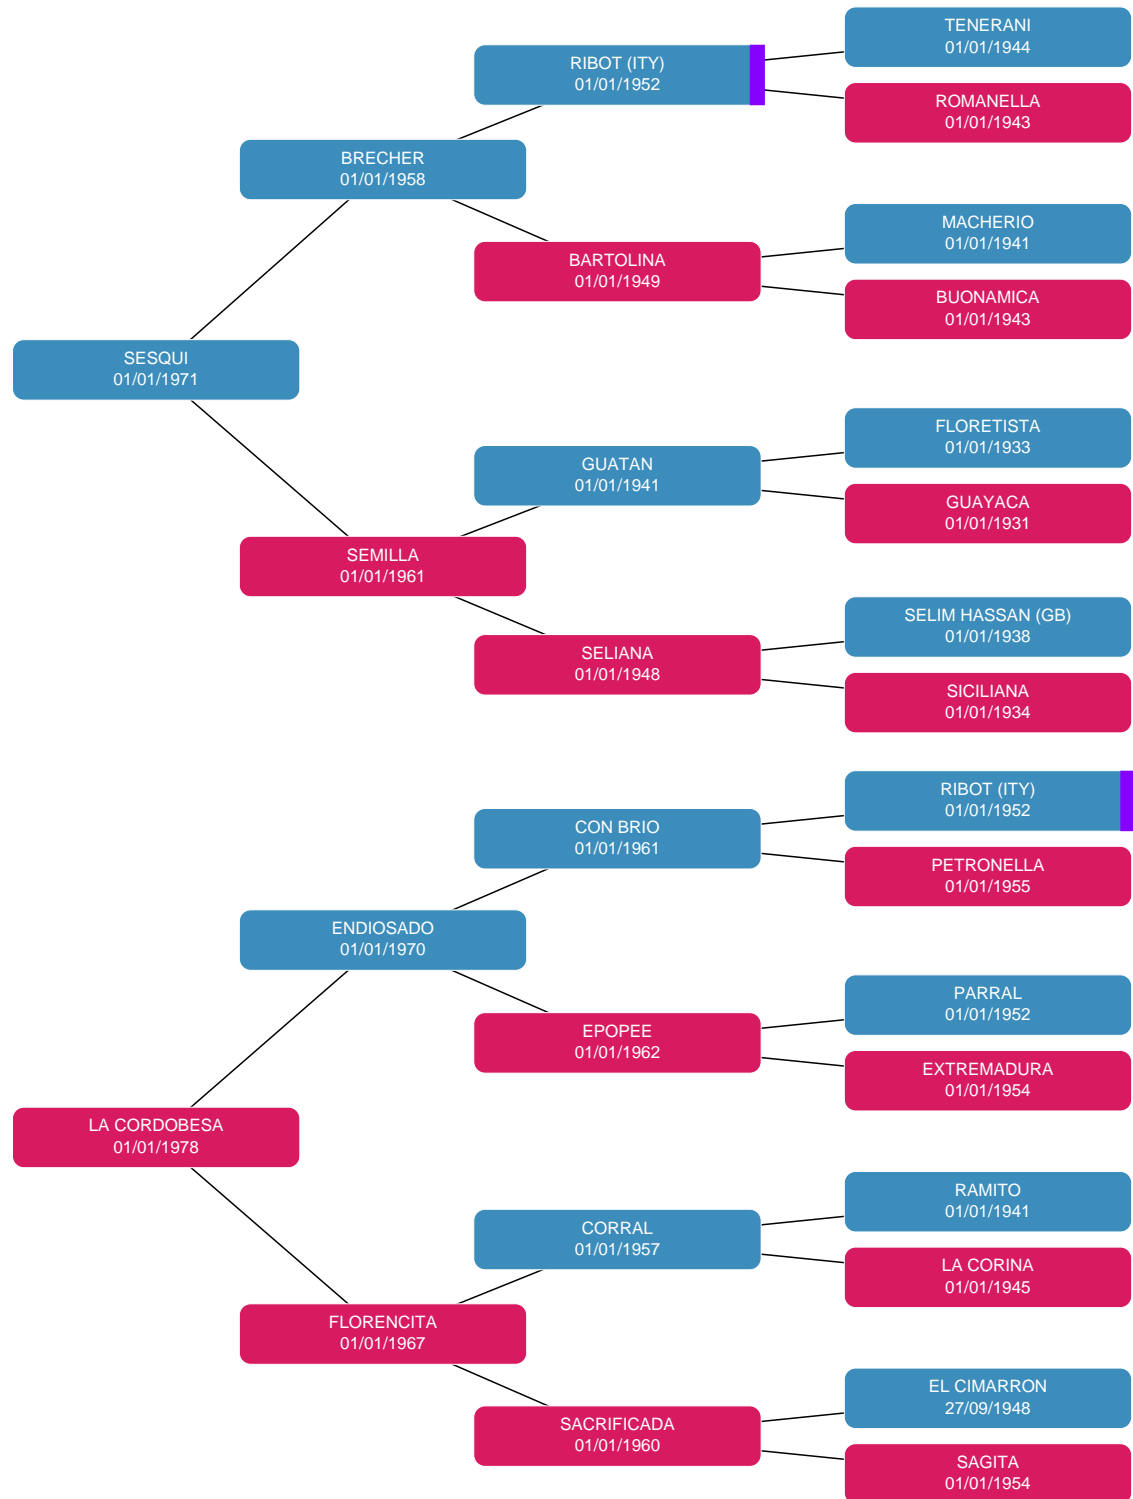 TENERANI
01/01/1944
RIBOT (ITY)
01/01/1952
ROMANELLA
01/01/1943
BRECHER
01/01/1958
MACHERIO
01/01/1941
BARTOLINA
01/01/1949
BUONAMICA
01/01/1943
SESQUI
01/01/1971
FLORETISTA
01/01/1933
GUATAN
01/01/1941
GUAYACA
01/01/1931
SEMILLA
01/01/1961
SELIM HASSAN (GB)
01/01/1938
SELIANA
01/01/1948
SICILIANA
01/01/1934
RIBOT (ITY)
01/01/1952
CON BRIO
01/01/1961
PETRONELLA
01/01/1955
ENDIOSADO
01/01/1970
PARRAL
01/01/1952
EPOPEE
01/01/1962
EXTREMADURA
01/01/1954
LA CORDOBESA
01/01/1978
RAMITO
01/01/1941
CORRAL
01/01/1957
LA CORINA
01/01/1945
FLORENCITA
01/01/1967
EL CIMARRON
27/09/1948
SACRIFICADA
01/01/1960
SAGITA
01/01/1954